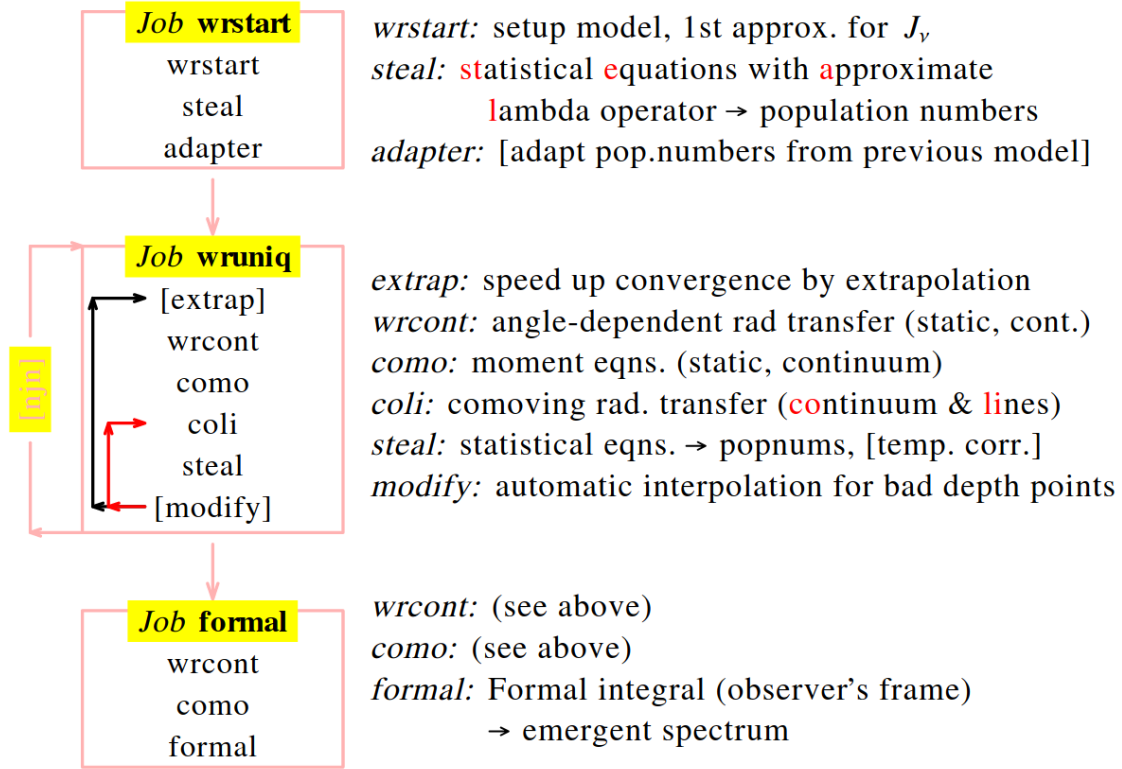 Job wrstart
wrstart
steal
adapter
wrstart: setup model, 1st approx. for Jν
steal: statistical equations with approximate
lambda operator → population numbers
adapter: [adapt pop.numbers from previous model]
[njn]
Job wruniq
[extrap]
wrcont
como
coli
steal
[modify]
extrap: speed up convergence by extrapolation
wrcont: angle-dependent rad transfer (static, cont.)
como: moment eqns. (static, continuum)
coli: comoving rad. transfer (continuum & lines)
steal: statistical eqns. → popnums, [temp. corr.]
modify: automatic interpolation for bad depth points
Job formal
wrcont
como
formal
wrcont: (see above)
como: (see above)
formal: Formal integral (observer's frame)
→ emergent spectrum